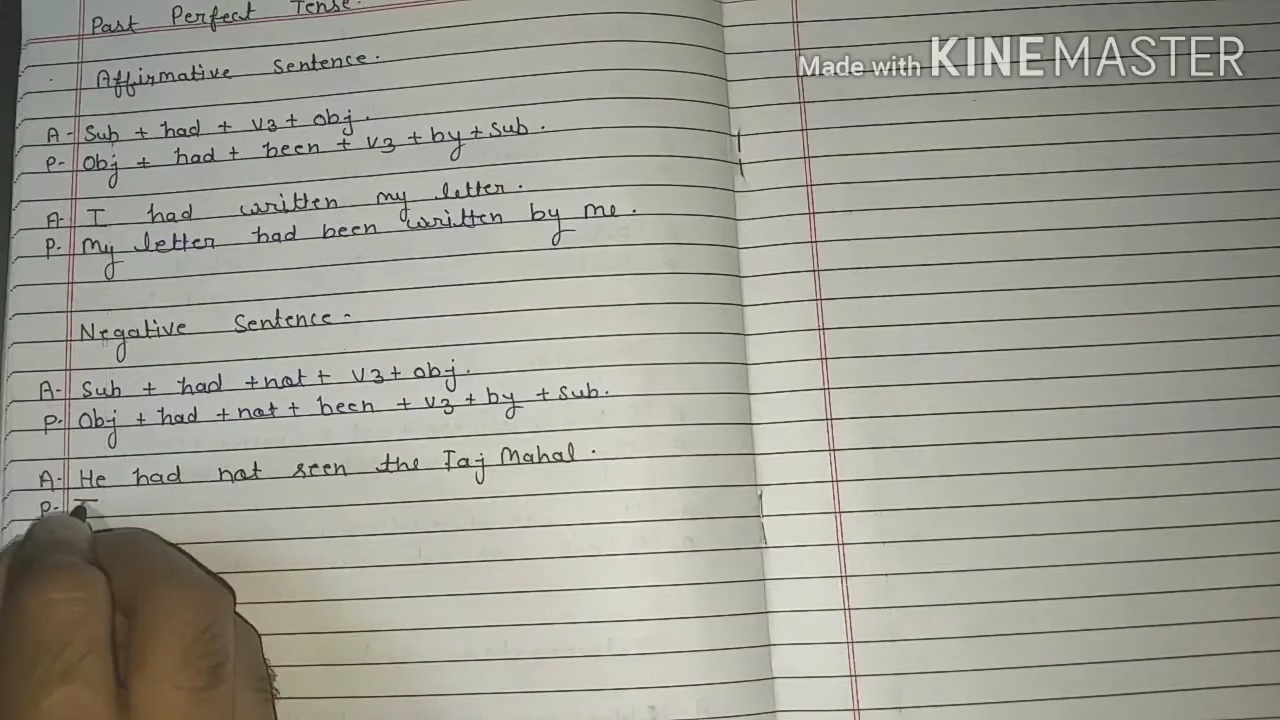 Past Perfect Tense.
Made with KINEMASTER
Affirmative Sentence.
A- Sub + had + V3 + obj.
P- Obj + had + been + V3 + by + sub.
A- I had written my letter.
P- My letter had been written by me.
Negative Sentence-
A- Sub + had + not + V3 + obj.
P- Obj + had + not + been + V3 + by + sub.
A- He had not seen the Taj Mahal.
P-